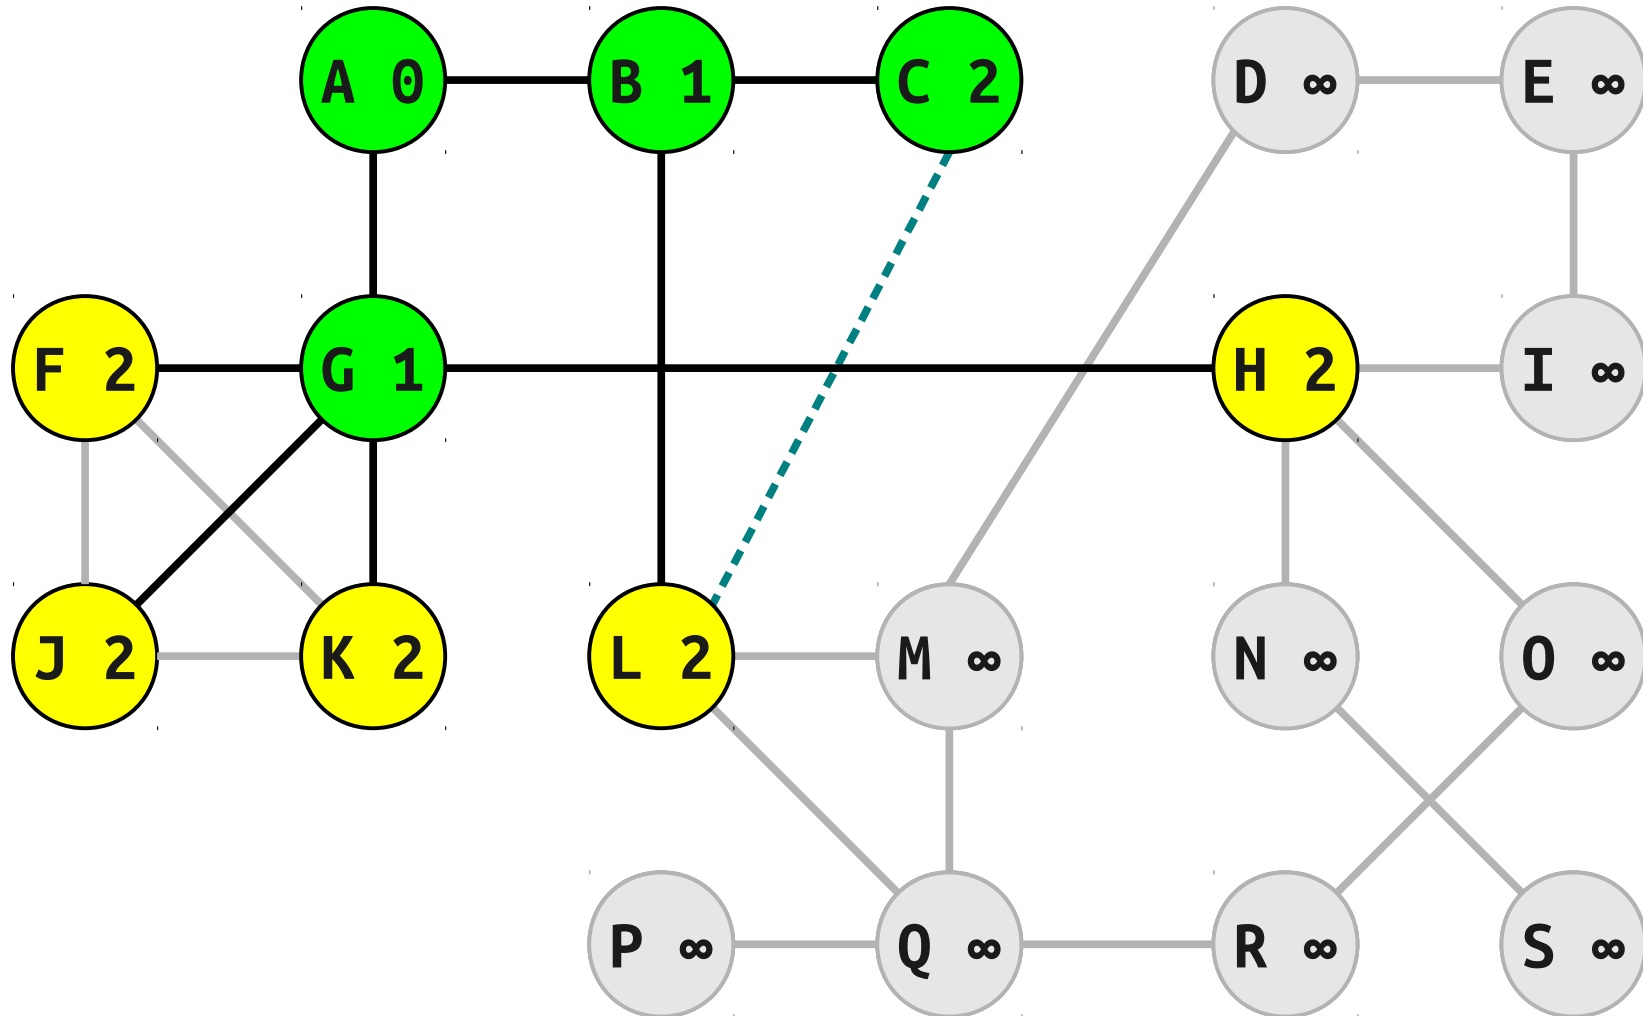 A 0 B 1 C 2 D ∞ E ∞
F 2 G 1 H 2 I ∞
J 2 K 2 L 2 M ∞ N ∞ O ∞
P ∞ Q ∞ R ∞ S ∞